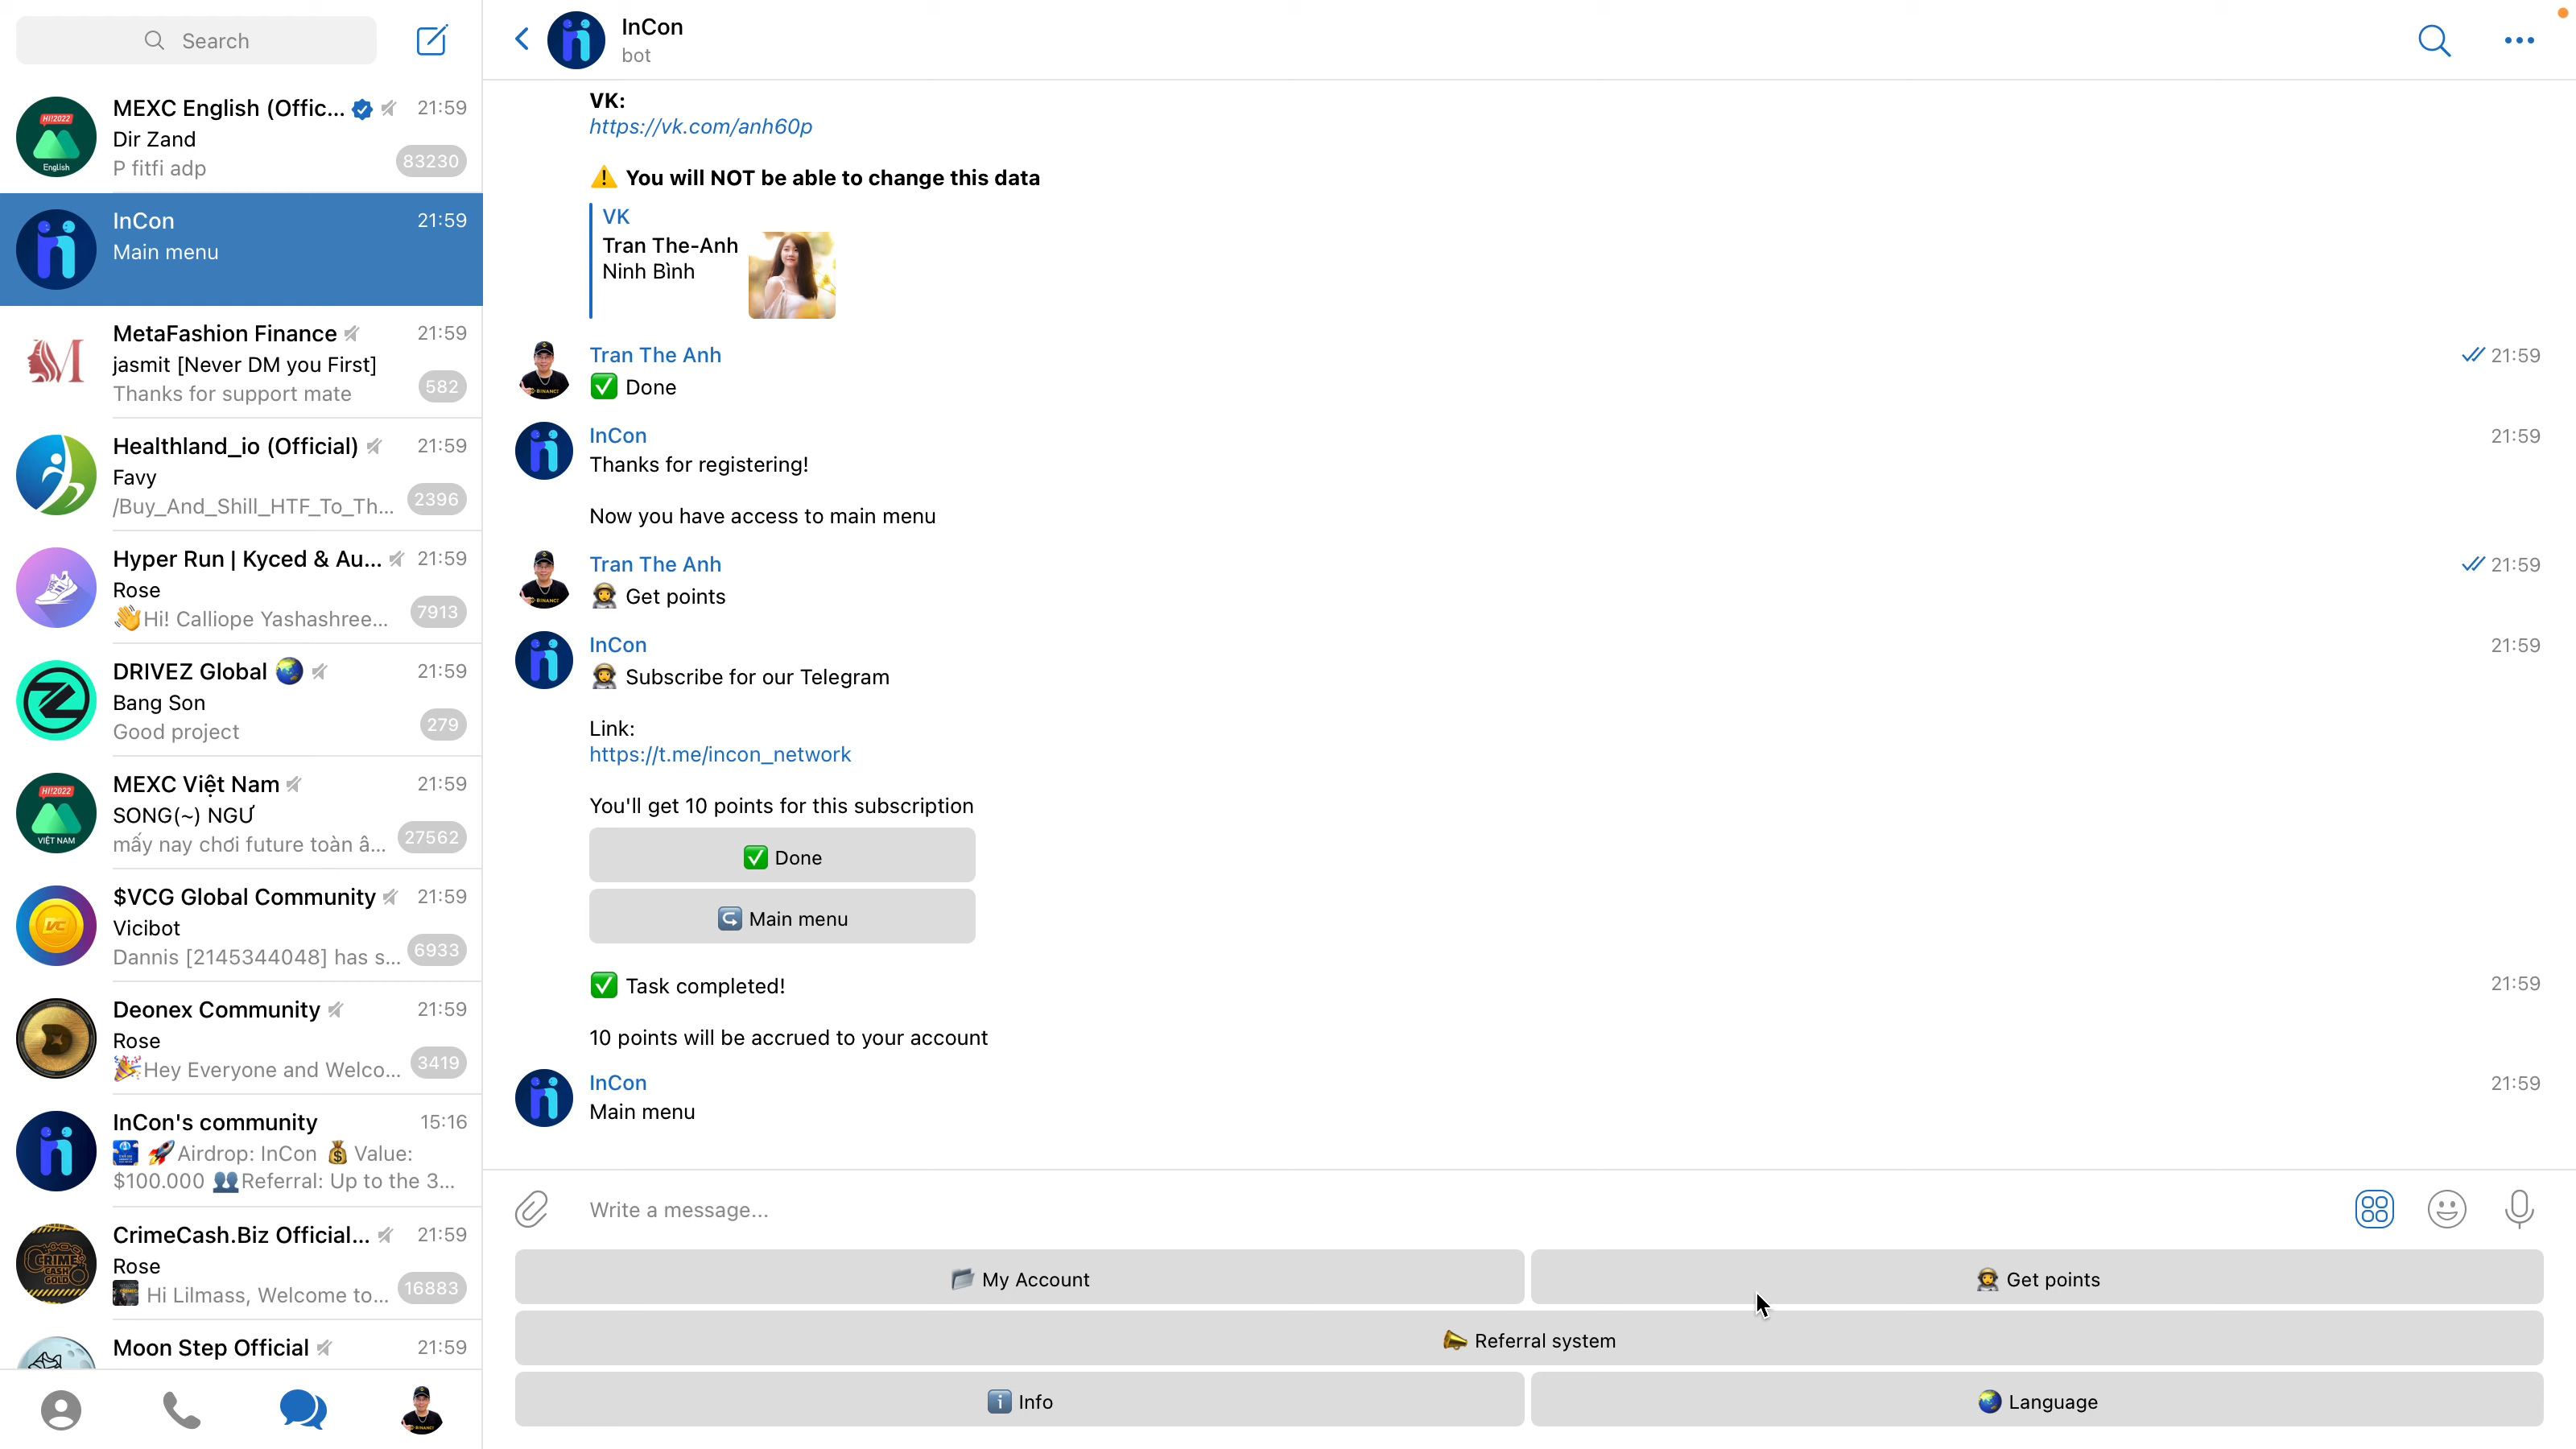 Search
MEXC English (Offic... 21:59
Dir Zand
P fitfi adp 83230
HI!2022
English
InCon 21:59
Main menu
MetaFashion Finance 21:59
jasmit [Never DM you First]
Thanks for support mate 582
Healthland_io (Official) 21:59
Favy
/Buy_And_Shill_HTF_To_Th... 2396
Hyper Run | Kyced & Au... 21:59
Rose
👋Hi! Calliope Yashashree... 7913
DRIVEZ Global 🌏 21:59
Bang Son
Good project 279
MEXC Việt Nam 21:59
SONG(~) NGƯ
mấy nay chơi future toàn â... 27562
HI!2022
VIỆT NAM
$VCG Global Community 21:59
Vicibot
Dannis [2145344048] has s... 6933
Deonex Community 21:59
Rose
🎉Hey Everyone and Welco... 3419
InCon's community 15:16
🚀Airdrop: InCon 💰 Value:
$100.000 👥Referral: Up to the 3...
CrimeCash.Biz Official... 21:59
Rose
Hi Lilmass, Welcome to... 16883
CRIME
CASH
GOLD
Moon Step Official 21:59
InCon
bot
VK:
https://vk.com/anh60p
⚠️ You will NOT be able to change this data
VK
Tran The-Anh
Ninh Bình
Tran The Anh 21:59
✅ Done
InCon 21:59
Thanks for registering!
Now you have access to main menu
Tran The Anh 21:59
👩‍🚀 Get points
InCon 21:59
👩‍🚀 Subscribe for our Telegram
Link:
https://t.me/incon_network
You'll get 10 points for this subscription
✅ Done
↪️ Main menu
✅ Task completed! 21:59
10 points will be accrued to your account
InCon 21:59
Main menu
Write a message...
📂 My Account
👩‍🚀 Get points
📣 Referral system
ℹ️ Info
🌏 Language